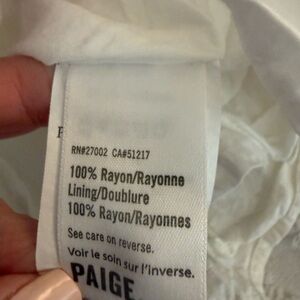 RN#27002 CA#51217
100% Rayon/Rayonne
Lining/Doublure
100% Rayon/Rayonnes
See care on reverse.
Voir le soin sur l'inverse.
PAIGE